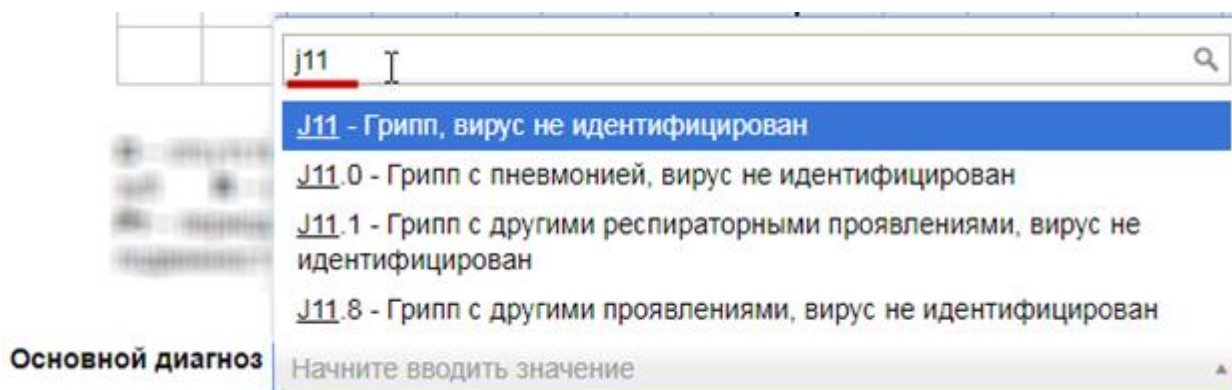 j11
J11 - Грипп, вирус не идентифицирован
J11.0 - Грипп с пневмонией, вирус не идентифицирован
J11.1 - Грипп с другими респираторными проявлениями, вирус не
идентифицирован
J11.8 - Грипп с другими проявлениями, вирус не идентифицирован
Основной диагноз Начните вводить значение